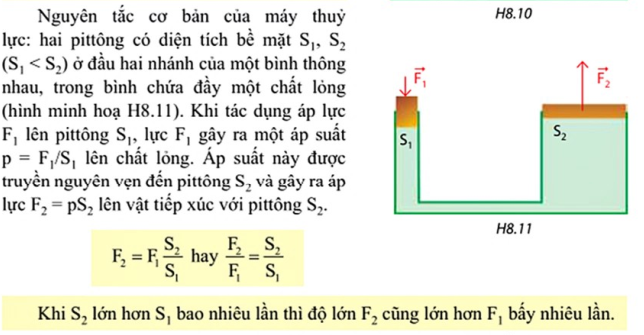 Nguyên tắc cơ bản của máy thuỷ
lực: hai pittông có diện tích bề mặt S₁, S₂
(S₁ < S₂) ở đầu hai nhánh của một bình thông
nhau, trong bình chứa đầy một chất lỏng
(hình minh hoạ H8.11). Khi tác dụng áp lực
F₁ lên pittông S₁, lực F₁ gây ra một áp suất
p = F₁/S₁ lên chất lỏng. Áp suất này được
truyền nguyên vẹn đến pittông S₂ và gây ra áp
lực F₂ = pS₂ lên vật tiếp xúc với pittông S₂.
F₂ = F₁ S₂/S₁ hay F₂/F₁ = S₂/S₁
H8.10
F₁
F₂
S₁
S₂
H8.11
Khi S₂ lớn hơn S₁ bao nhiêu lần thì độ lớn F₂ cũng lớn hơn F₁ bấy nhiêu lần.